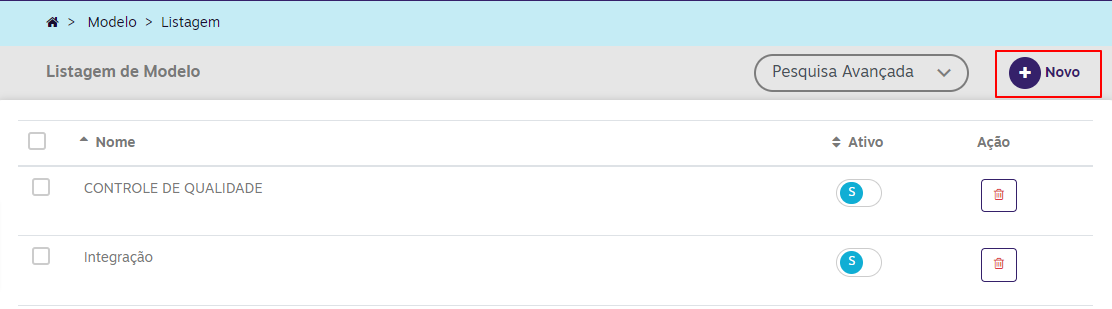 > Modelo > Listagem
Listagem de Modelo Pesquisa Avançada Novo
Nome Ativo Ação
CONTROLE DE QUALIDADE S
Integração S